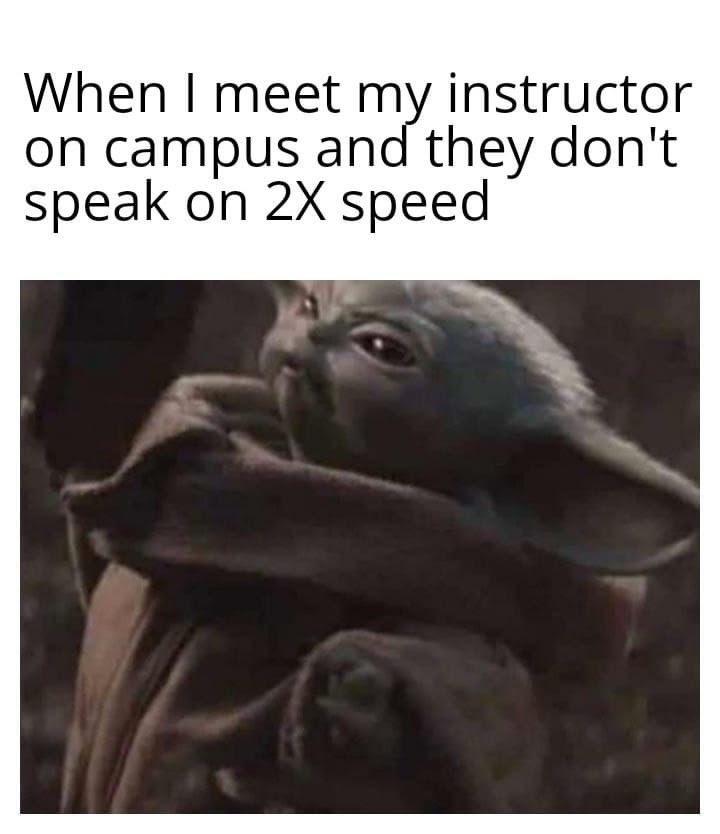 When I meet my instructor
on campus and they don't
speak on 2X speed